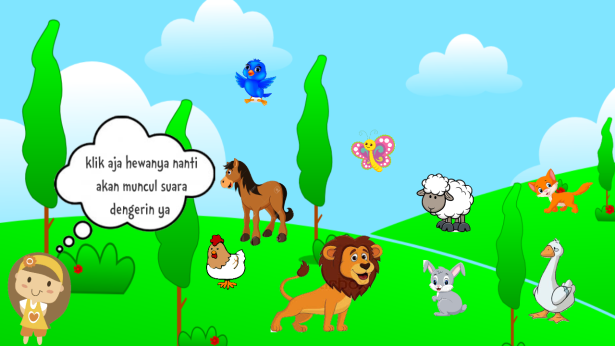 klik aja hewanya nanti
akan muncul suara
dengerin ya